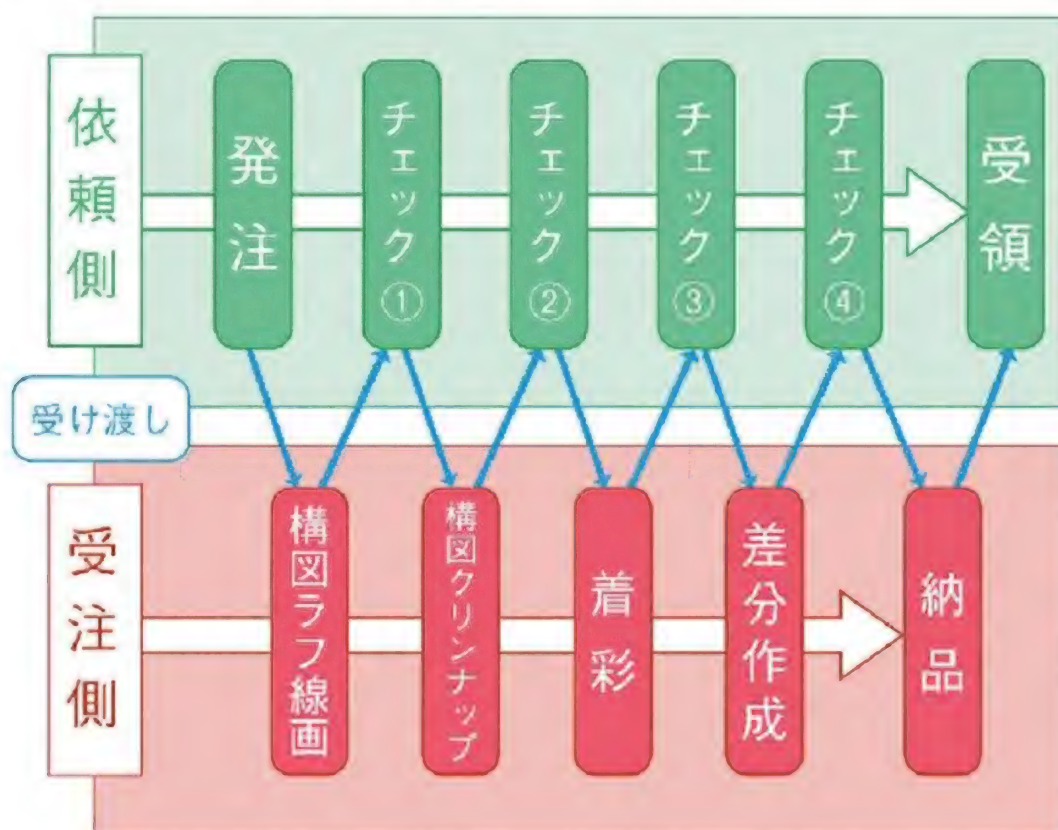 依頼側
発注
チェック①
チェック②
チェック③
チェック④
受領
受け渡し
受注側
構図ラフ線画
構図クリンナップ
着彩
差分作成
納品